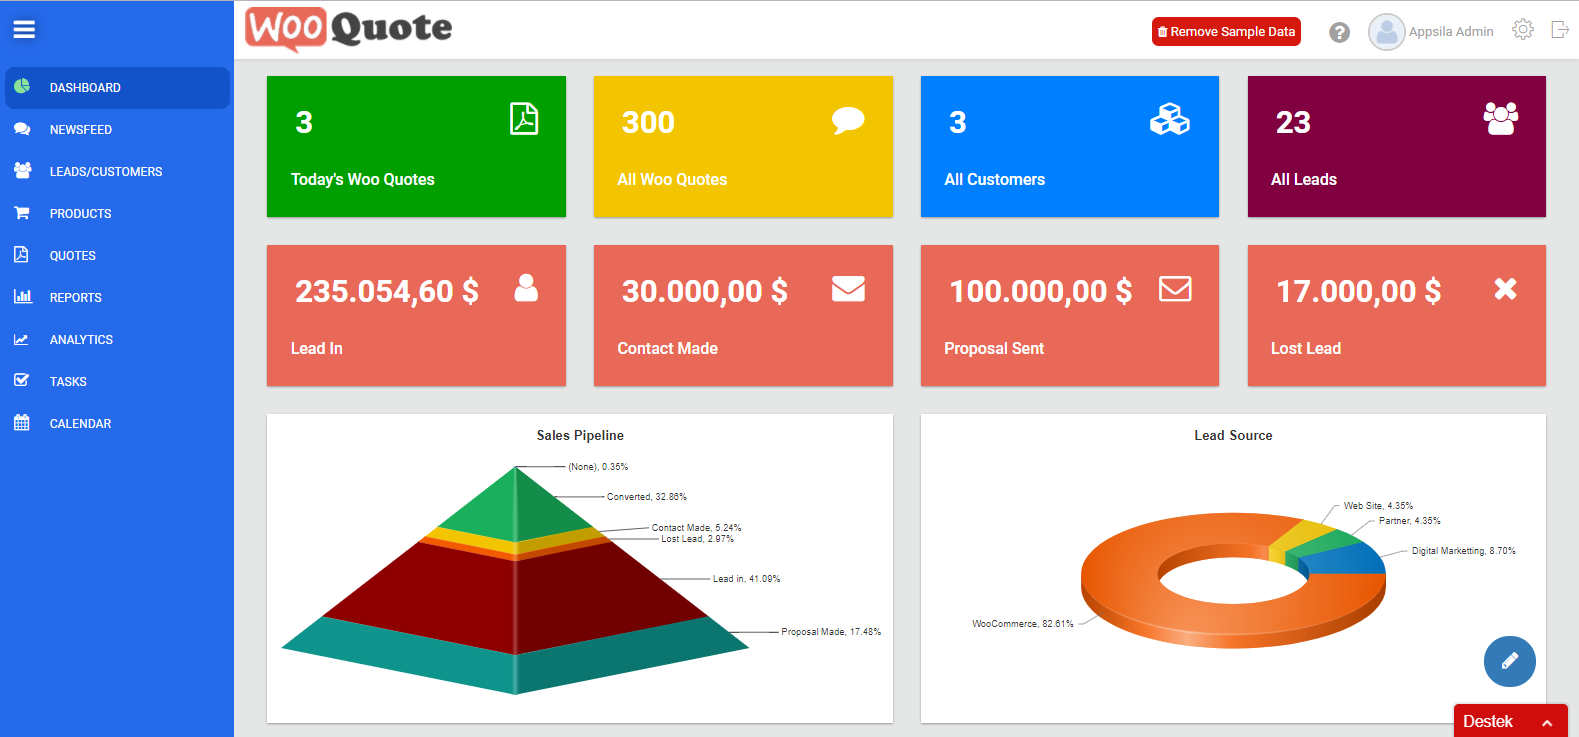 WOO Quote
Remove Sample Data
?
Appsila Admin
DASHBOARD
NEWSFEED
LEADS/CUSTOMERS
PRODUCTS
QUOTES
REPORTS
ANALYTICS
TASKS
CALENDAR
3
Today's Woo Quotes
300
All Woo Quotes
3
All Customers
23
All Leads
235.054,60 $
Lead In
30.000,00 $
Contact Made
100.000,00 $
Proposal Sent
17.000,00 $
Lost Lead
Sales Pipeline
(None), 0.35%
Converted, 32.86%
Contact Made, 5.24%
Lost Lead, 2.97%
Lead in, 41.09%
Proposal Made, 17.48%
Lead Source
Web Site, 4.35%
Partner, 4.35%
Digital Marketting, 8.70%
WooCommerce, 82.61%
Destek